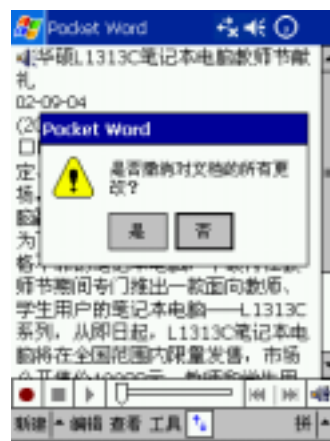 Pocket Word
华硕L1313C笔记本电脑教师节献
礼
02-09-04
Pocket Word
是否撤销对文档的所有更
改?
是 否
师节期间专门推出一款面向教师、
学生用户的笔记本电脑——L1313C
系列，从即日起，L1313C笔记本电
脑将在全国范围内限量发售，市场
新建 编辑 查看 工具 拼